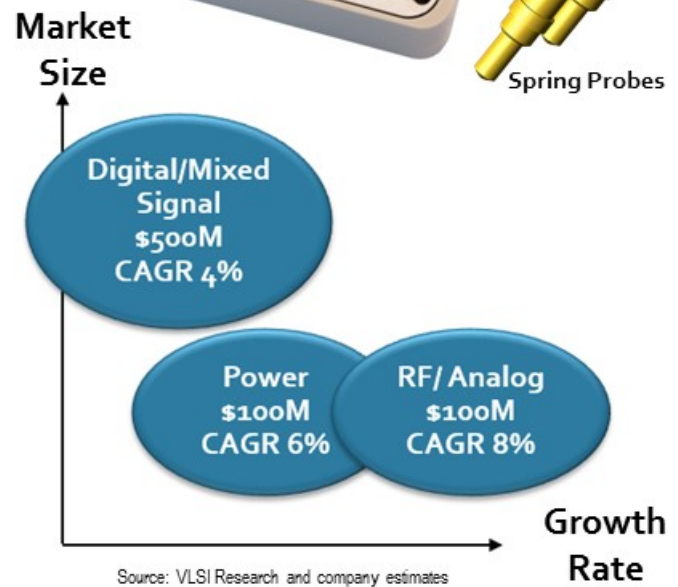 Market
Size
Spring Probes
Digital/Mixed
Signal
$500M
CAGR 4%
Power
$100M
CAGR 6%
RF/ Analog
$100M
CAGR 8%
Growth
Rate
Source: VLSI Research and company estimates